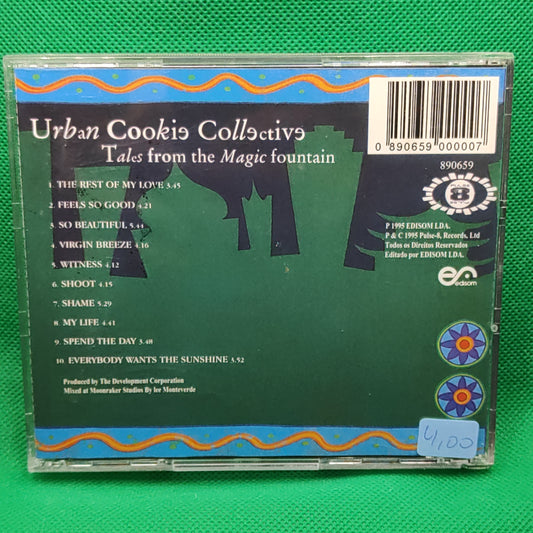 Urban Cookie Collective
Tales from the Magic fountain
1. THE REST OF MY LOVE 3.45
2. FEELS SO GOOD 4.21
3. SO BEAUTIFUL 5.44
4. VIRGIN BREEZE 4.16
5. WITNESS 4.12
6. SHOOT 4.15
7. SHAME 5.29
8. MY LIFE 4.41
9. SPEND THE DAY 3.48
10. EVERYBODY WANTS THE SUNSHINE 3.52
Produced by The Development Corporation
Mixed at Moonraker Studios By lee Monteverde
0 890659 000007
890659
8
P 1995 EDISOM LDA.
P & C 1995 Pulse-8, Records. Ltd
Todos os Direitos Reservados
Editado por EDISOM LDA.
edisom
4,00